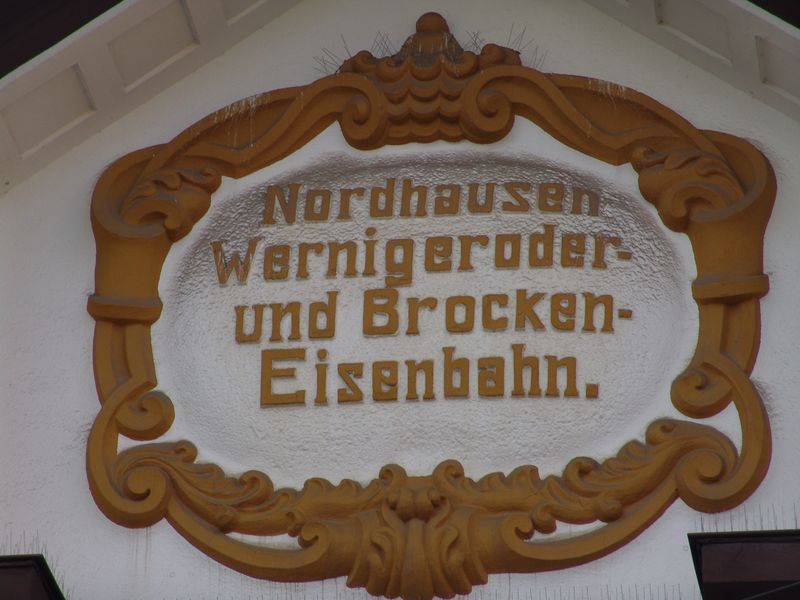 Nordhausen
Wernigeroder-
und Brocken-
Eisenbahn.